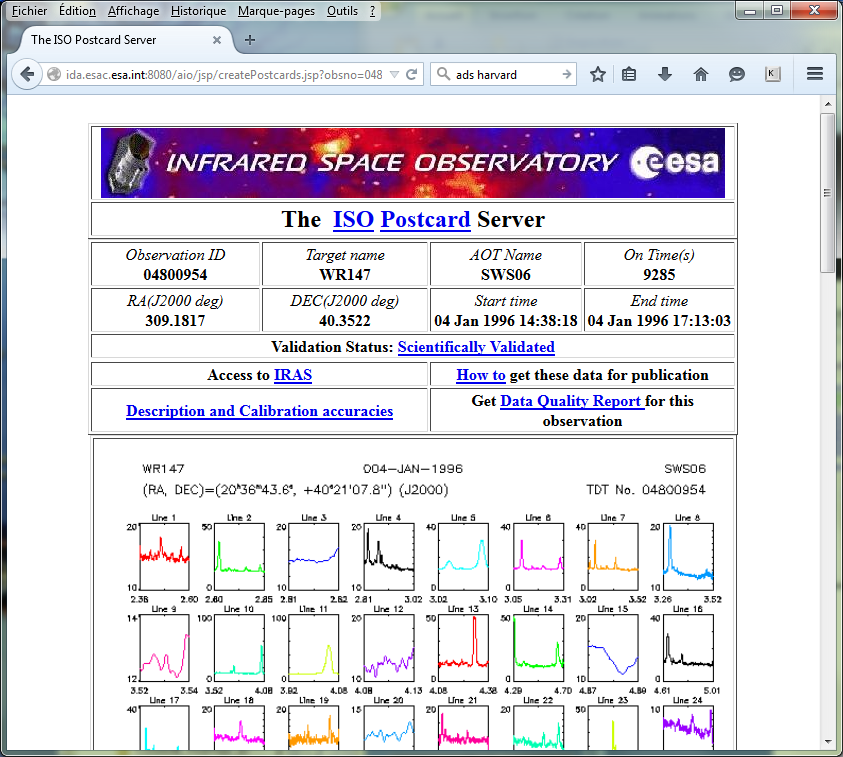 Fichier Édition Affichage Historique Marque-pages Outils ?
The ISO Postcard Server
ida.esac.esa.int:8080/aio/jsp/createPostcards.jsp?obsno=048
ads harvard
INFRARED SPACE OBSERVATORY esa
The ISO Postcard Server
Observation ID Target name AOT Name On Time(s)
04800954 WR147 SWS06 9285
RA(J2000 deg) DEC(J2000 deg) Start time End time
309.1817 40.3522 04 Jan 1996 14:38:18 04 Jan 1996 17:13:03
Validation Status: Scientifically Validated
Access to IRAS How to get these data for publication
Description and Calibration accuracies Get Data Quality Report for this
observation
WR147 004-JAN-1996 SWS06
(RA, DEC)=(20h36m43.6s, +40°21'07.8") (J2000) TDT No. 04800954
Line 1 Line 2 Line 3 Line 4 Line 5 Line 6 Line 7 Line 8
20 50 20 20 40 40 40 20
10 0 10 10 0 0 0 10
2.36 2.60 2.60 2.85 2.81 2.82 2.81 3.02 3.02 3.10 3.05 3.31 3.02 3.52 3.26 3.52
Line 9 Line 10 Line 11 Line 12 Line 13 Line 14 Line 15 Line 16
14 100 100 20 50 50 20 40
12 0 0 10 0 0 10 0
3.52 3.54 3.52 4.08 3.92 4.08 4.08 4.13 4.08 4.38 4.29 4.70 4.87 4.89 4.61 5.01
Line 17 Line 18 Line 19 Line 20 Line 21 Line 22 Line 23 Line 24
40 20 20 20 20 20 50 10